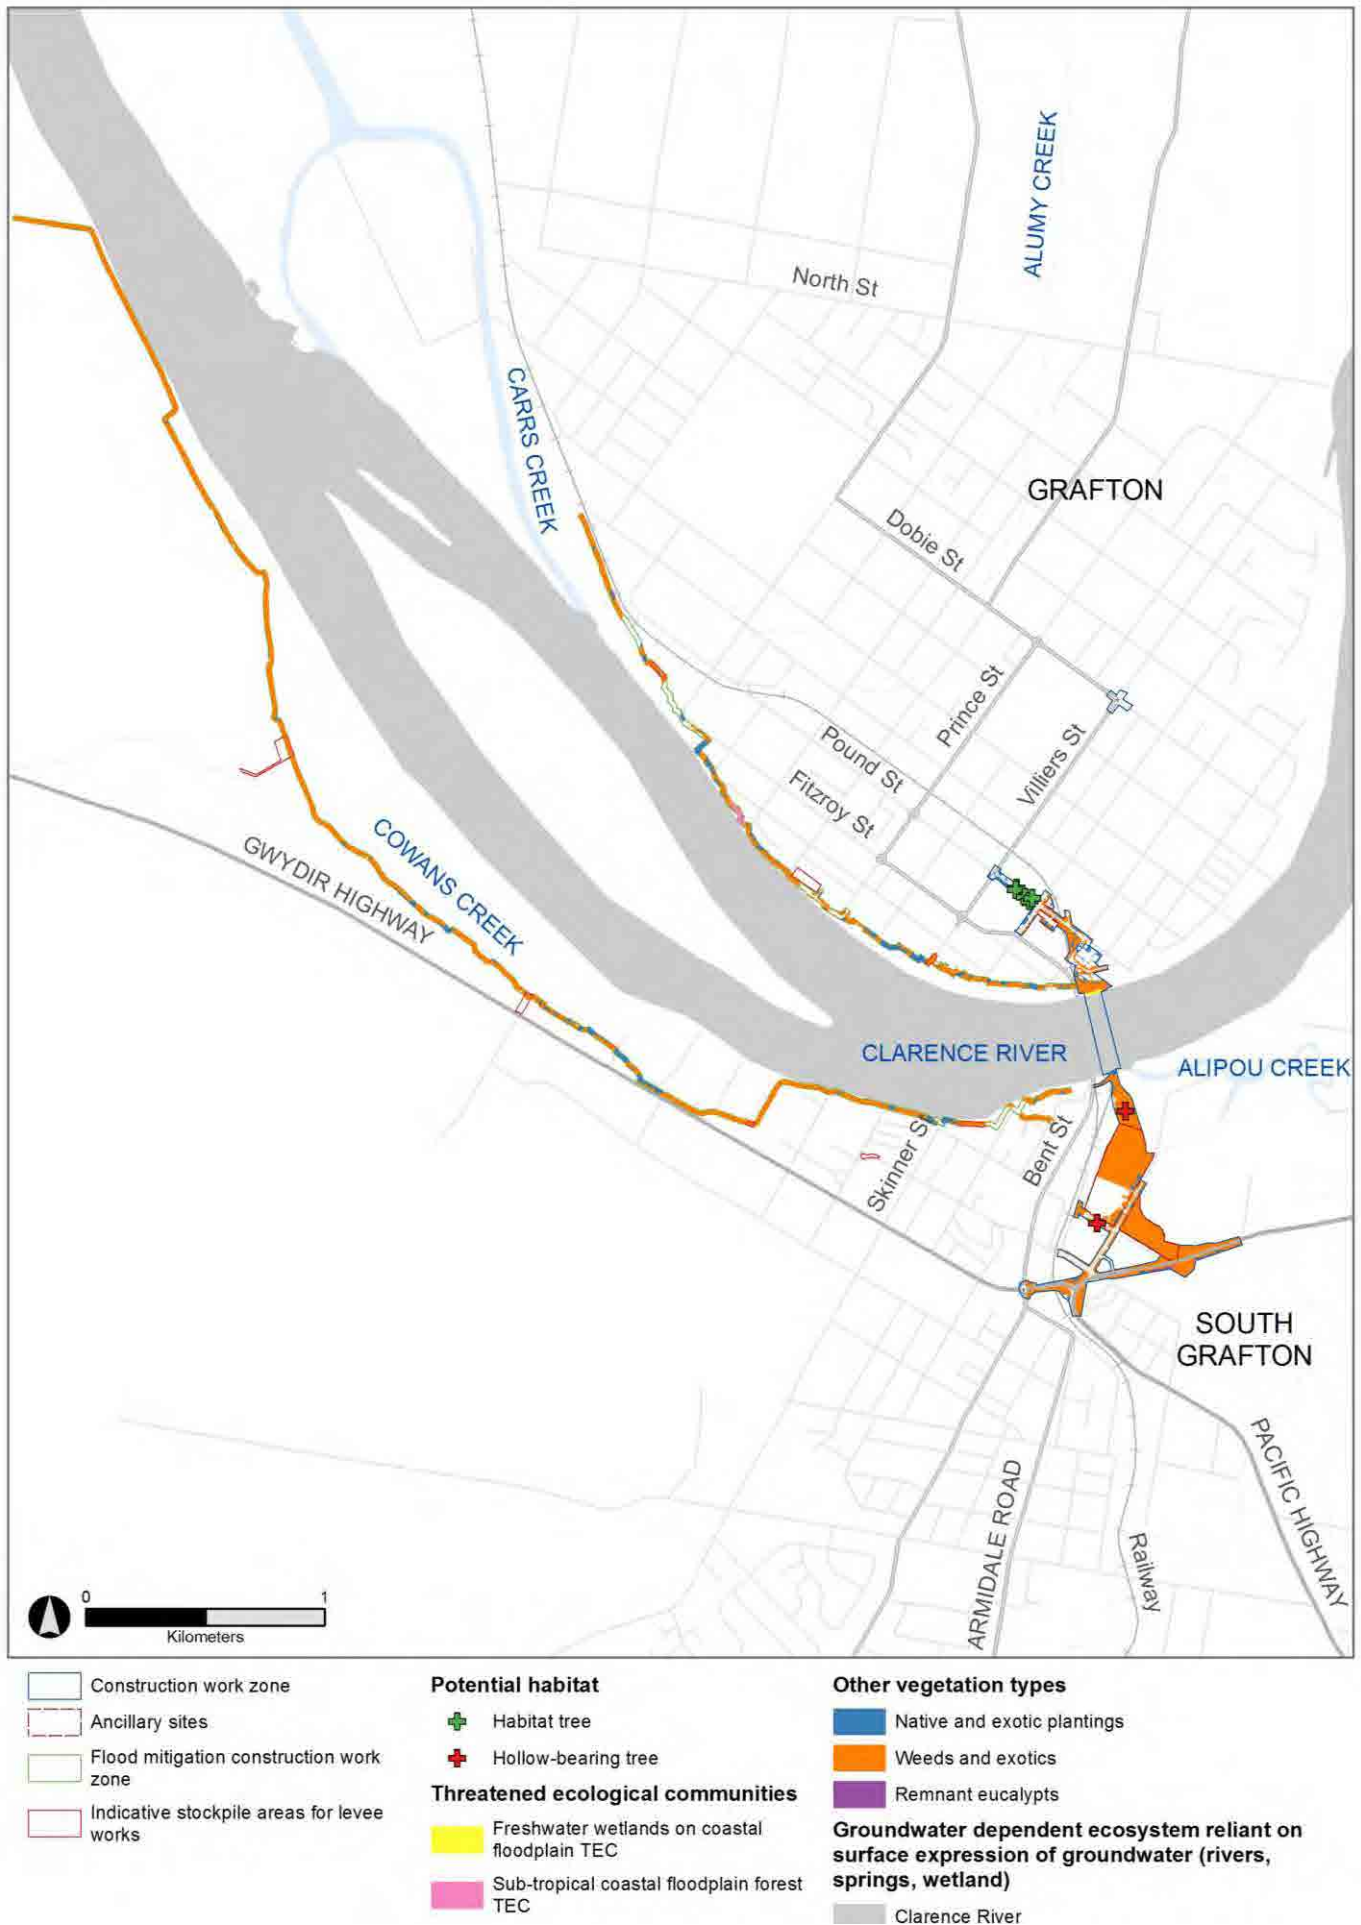 ALUMY CREEK
North St
CARRS CREEK
GRAFTON
Dobie St
Prince St
Villiers St
Pound St
Fitzroy St
COWANS CREEK
GWYDIR HIGHWAY
CLARENCE RIVER
ALIPOU CREEK
Skinner St
Bent St
SOUTH
GRAFTON
PACIFIC HIGHWAY
ARMIDALE ROAD
Railway
0 1
Kilometers
Construction work zone
Ancillary sites
Flood mitigation construction work
zone
Indicative stockpile areas for levee
works
Potential habitat
Habitat tree
Hollow-bearing tree
Threatened ecological communities
Freshwater wetlands on coastal
floodplain TEC
Sub-tropical coastal floodplain forest
TEC
Other vegetation types
Native and exotic plantings
Weeds and exotics
Remnant eucalypts
Groundwater dependent ecosystem reliant on
surface expression of groundwater (rivers,
springs, wetland)
Clarence River